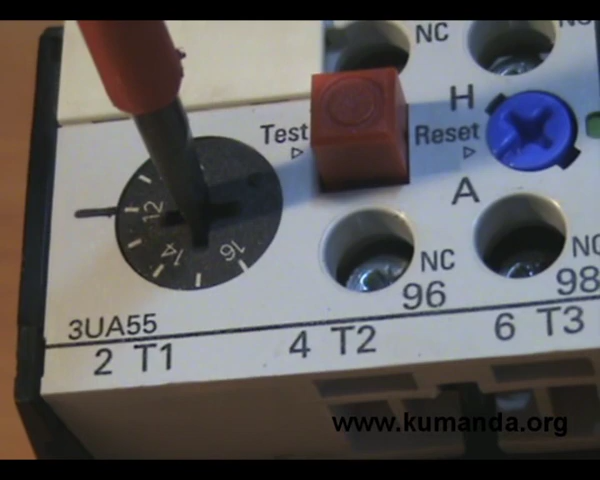 NC
H
Test
Reset
12
14
16
A
NC
NC
96
98
3UA55
2 T1
4 T2
6 T3
www.kumanda.org